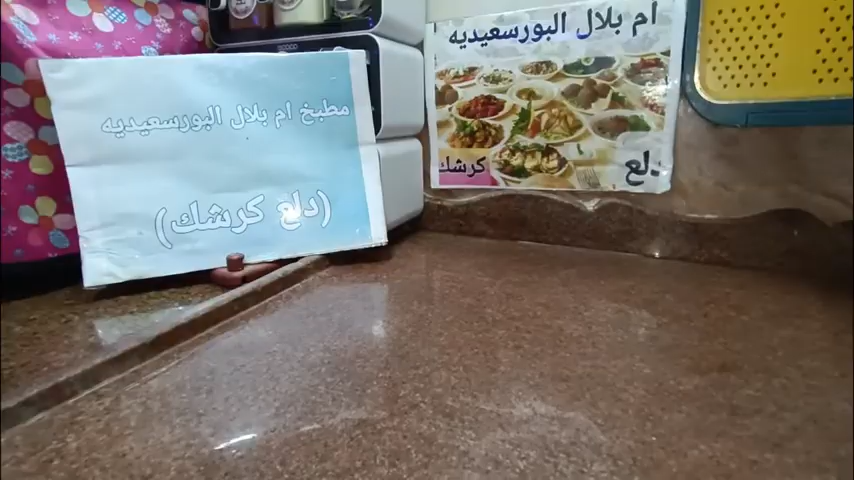 مطبخ ام بلال البورسعيديه
(دلع كرشك)
ام بلال البورسعيديه
دلع كرشك